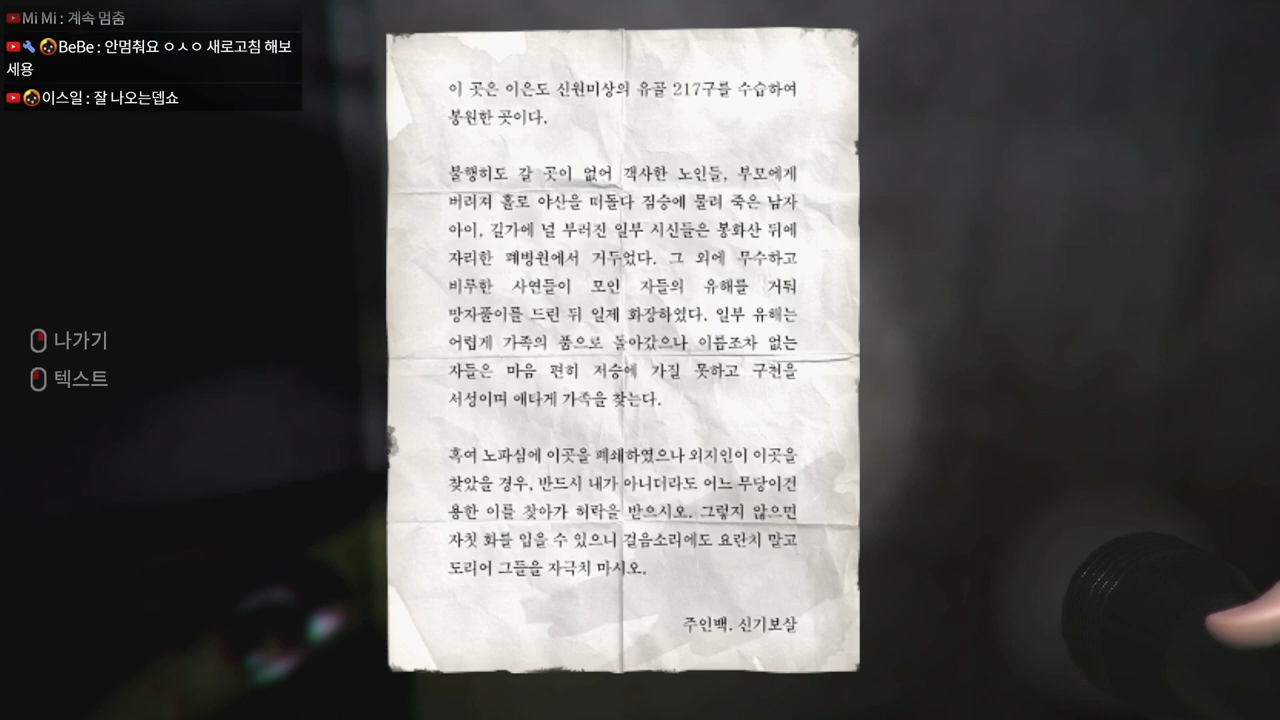 Mi Mi : 계속 멈춤
BeBe : 안멈춰요 ㅇㅅㅇ 새로고침 해보
세용
이스일 : 잘 나오는뎁쇼
나가기
텍스트
이 곳은 이은도 신원미상의 유골 217구를 수습하여
봉원한 곳이다.
불행히도 갈 곳이 없어 객사한 노인들, 부모에게
버려져 홀로 야산을 떠돌다 짐승에 물려 죽은 남자
아이, 길가에 널 부러진 일부 시신들은 봉화산 뒤에
자리한 폐병원에서 거두었다. 그 외에 무수하고
비루한 사연들이 모인 자들의 유해를 거둬
망자풀이를 드린 뒤 일제 화장하였다. 일부 유해는
어렵게 가족의 품으로 돌아갔으나 이름조차 없는
자들은 마음 편히 저승에 가질 못하고 구천을
서성이며 애타게 가족을 찾는다.
혹여 노파심에 이곳을 폐쇄하였으나 외지인이 이곳을
찾았을 경우, 반드시 내가 아니더라도 어느 무당이건
용한 이를 찾아가 허락을 받으시오. 그렇지 않으면
자칫 화를 입을 수 있으니 걸음소리에도 요란치 말고
도리어 그들을 자극치 마시오.
주인백. 신기보살